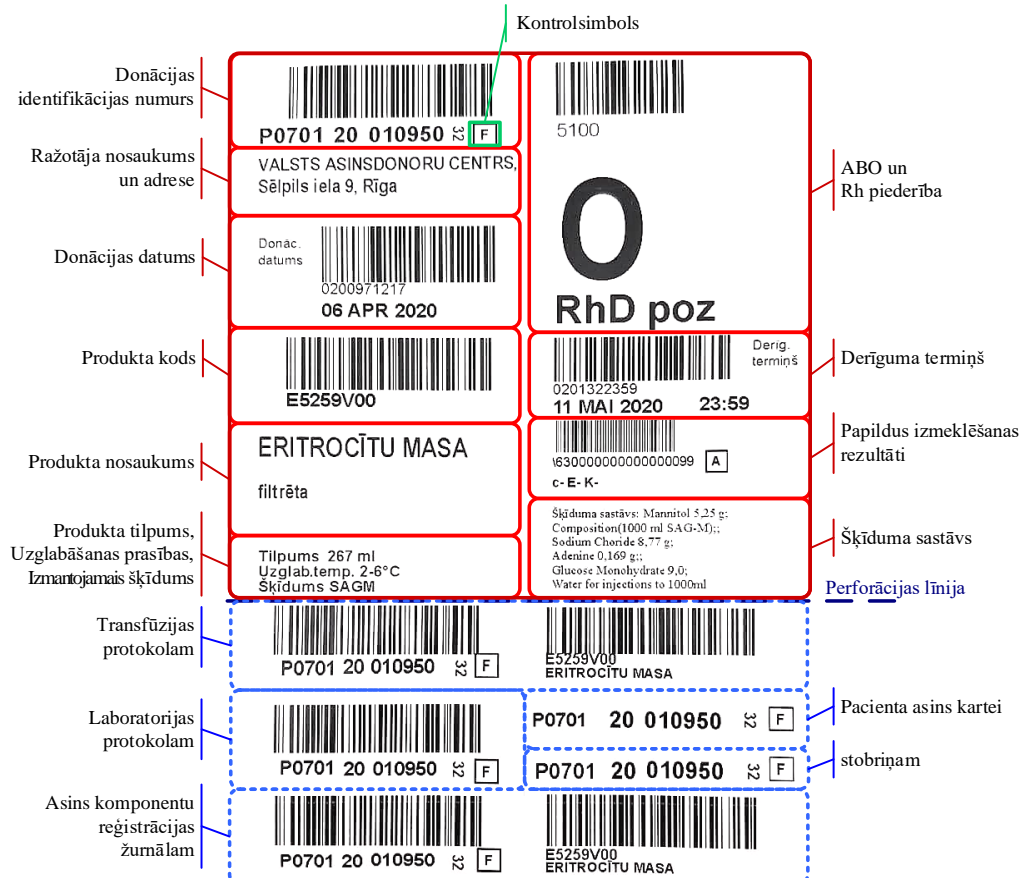 Kontrolsimbols
Donācijas
identifikācijas numurs
P0701 20 010950 32 F
5100
Ražotāja nosaukums
un adrese
VALSTS ASINSDONORU CENTRS,
Sēlpils iela 9, Rīga
ABO un
Rh piederība
O
RhD poz
Donācijas datums
Donāc.
datums
0200971217
06 APR 2020
Produkta kods
E5259V00
Derīg.
termiņš
0201322359
11 MAI 2020 23:59
Derīguma termiņš
Produkta nosaukums
ERITROCĪTU MASA
filtrēta
\630000000000000099 A
c- E- K-
Papildus izmeklēšanas
rezultāti
Produkta tilpums,
Uzglabāšanas prasības,
Izmantojamais šķīdums
Tilpums 267 ml
Uzglab.temp. 2-6°C
Šķīdums SAGM
Šķīduma sastāvs: Mannitol 5,25 g;
Composition(1000 ml SAG-M);;
Sodium Choride 8,77 g;
Adenine 0,169 g;;
Glucose Monohydrate 9,0;
Water for injections to 1000ml
Šķīduma sastāvs
Perforācijas līnija
Transfūzijas
protokolam
P0701 20 010950 32 F
E5259V00
ERITROCĪTU MASA
Laboratorijas
protokolam
P0701 20 010950 32 F
P0701 20 010950 32 F
Pacienta asins kartei
P0701 20 010950 32 F
stobriņam
Asins komponentu
reģistrācijas
žurnālam
P0701 20 010950 32 F
E5259V00
ERITROCĪTU MASA